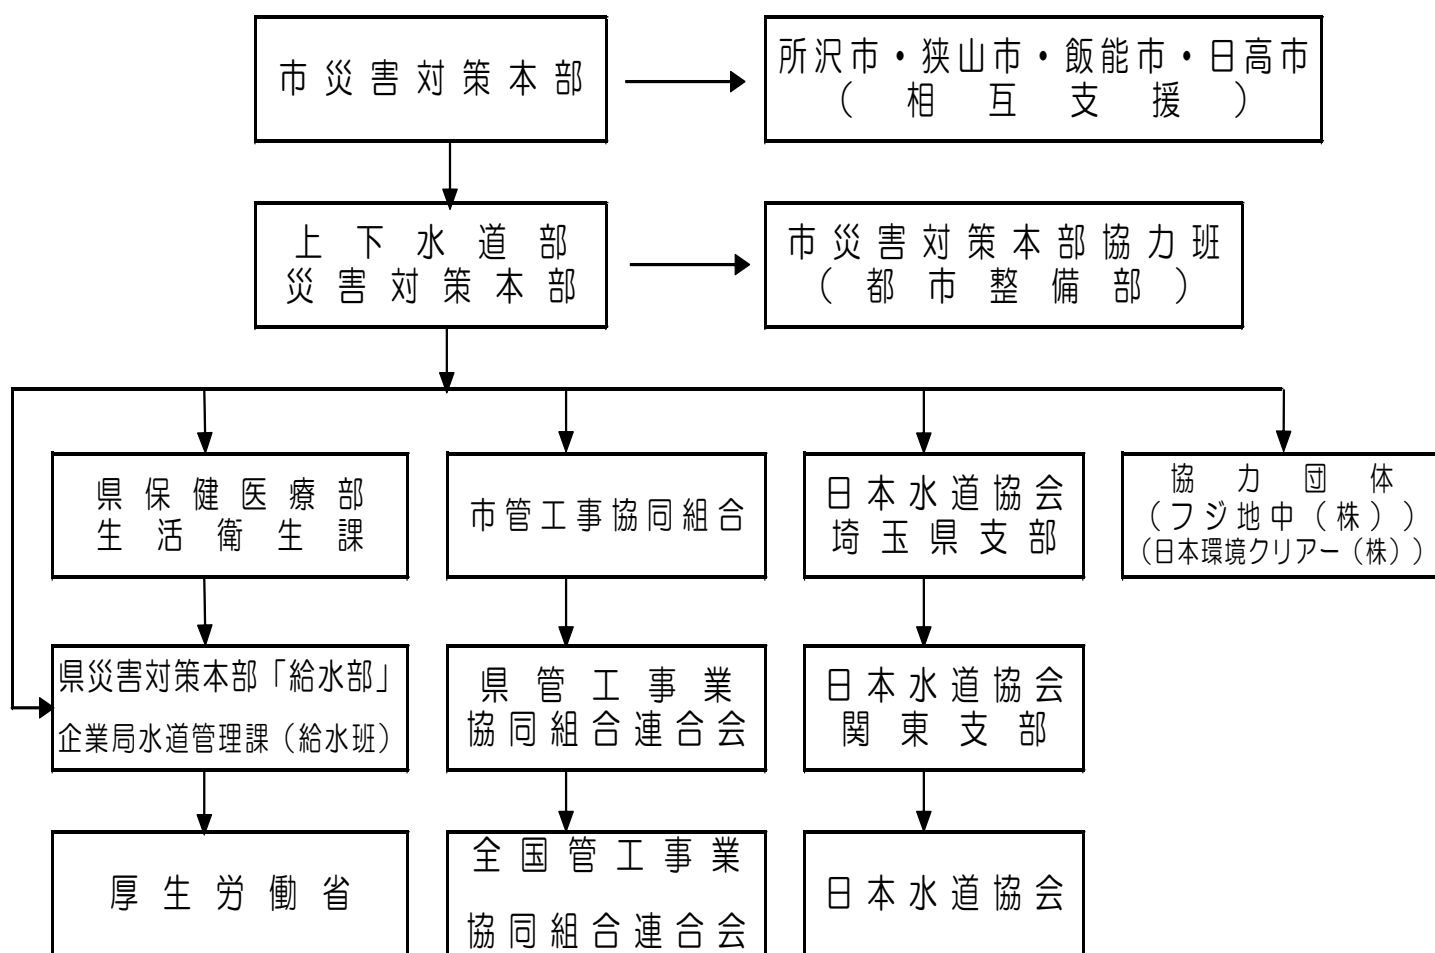 市災害対策本部
所沢市・狭山市・飯能市・日高市
(相互支援)
上下水道部
災害対策本部
市災害対策本部協力班
(都市整備部)
県保健医療部
生活衛生課
市管工事協同組合
日本水道協会
埼玉県支部
協力団体
(フジ地中(株))
(日本環境クリアー(株))
県災害対策本部「給水部」
企業局水道管理課(給水班)
県管工事業
協同組合連合会
日本水道協会
関東支部
厚生労働省
全国管工事業
協同組合連合会
日本水道協会